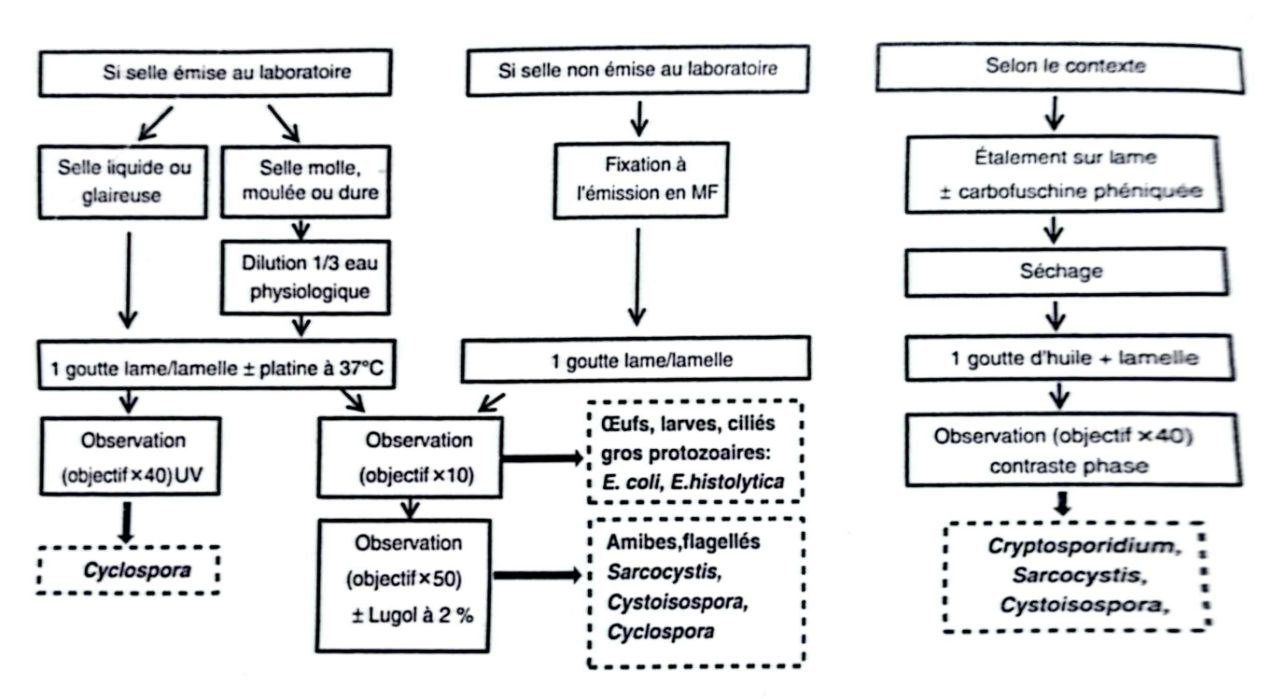 Si selle émise au laboratoire
Selle liquide ou
glaireuse
Selle molle,
moulée ou dure
Dilution 1/3 eau
physiologique
1 goutte lame/lamelle ± platine à 37°C
Observation
(objectif×40)UV
Cyclospora
Si selle non émise au laboratoire
Fixation à
l'émission en MF
1 goutte lame/lamelle
Observation
(objectif×10)
Œufs, larves, ciliés
gros protozoaires:
E. coli, E.histolytica
Observation
(objectif×50)
± Lugol à 2 %
Amibes,flagellés
Sarcocystis,
Cystoisospora,
Cyclospora
Selon le contexte
Étalement sur lame
± carbofuschine phéniquée
Séchage
1 goutte d'huile + lamelle
Observation (objectif ×40)
contraste phase
Cryptosporidium,
Sarcocystis,
Cystoisospora,